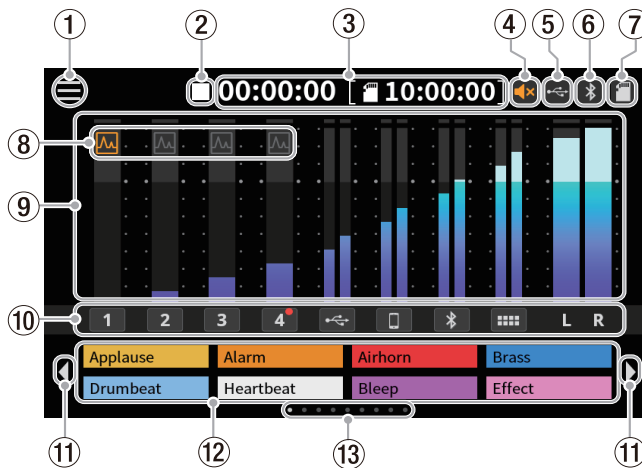 ① ② ③ ④ ⑤ ⑥ ⑦
00:00:00 10:00:00
⑧
⑨
⑩ 1 2 3 4 L R
Applause Alarm Airhorn Brass
Drumbeat Heartbeat Bleep Effect
⑪ ⑫ ⑬ ⑪